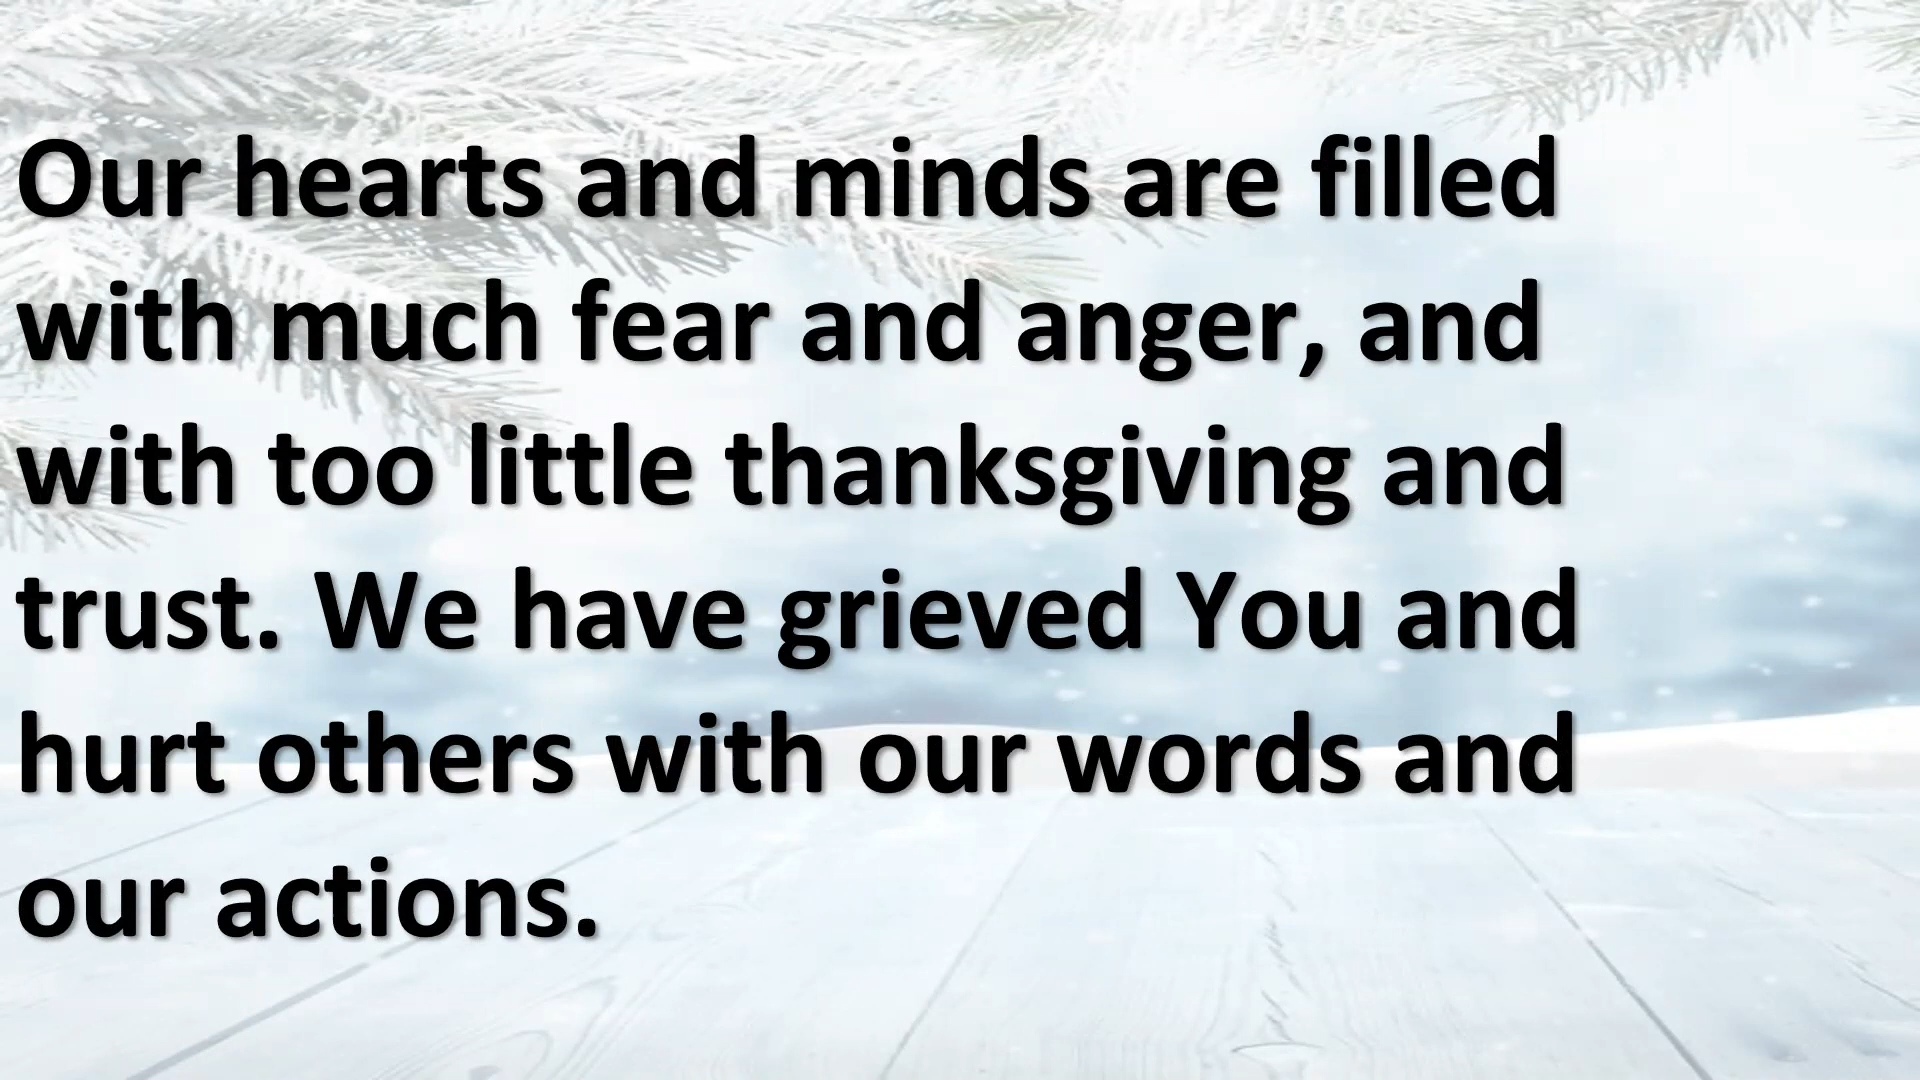 Our hearts and minds are filled
with much fear and anger, and
with too little thanksgiving and
trust. We have grieved You and
hurt others with our words and
our actions.